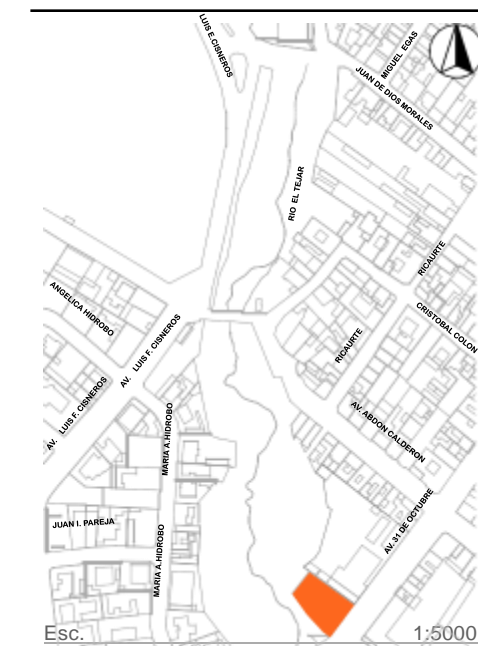 LUIS E.CISNEROS
MIGUEL EGAS
JUAN DE DIOS MORALES
RIO EL TEJAR
RICAURTE
ANGELICA HIDROBO
CRISTOBAL COLON
AV. LUIS F. CISNEROS
RICAURTE
AV. LUIS F. CISNEROS
AV. ABDON CALDERON
MARIA A.HIDROBO
AV. 31 DE OCTUBRE
JUAN I. PAREJA
MARIA A.HIDROBO
Esc. 1:5000